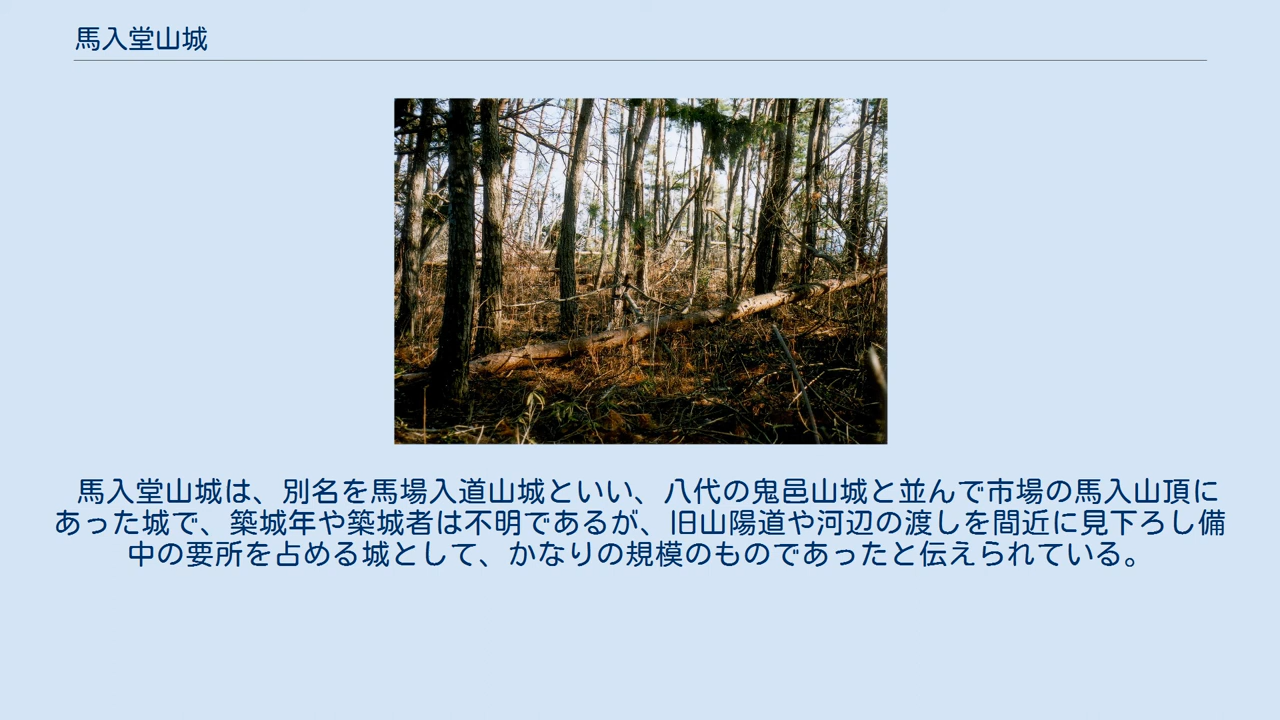 馬入堂山城
馬入堂山城は、別名を馬場入道山城といい、八代の鬼邑山城と並んで市場の馬入山頂に
あった城で、築城年や築城者は不明であるが、旧山陽道や河辺の渡しを間近に見下ろし備
中の要所を占める城として、かなりの規模のものであったと伝えられている。